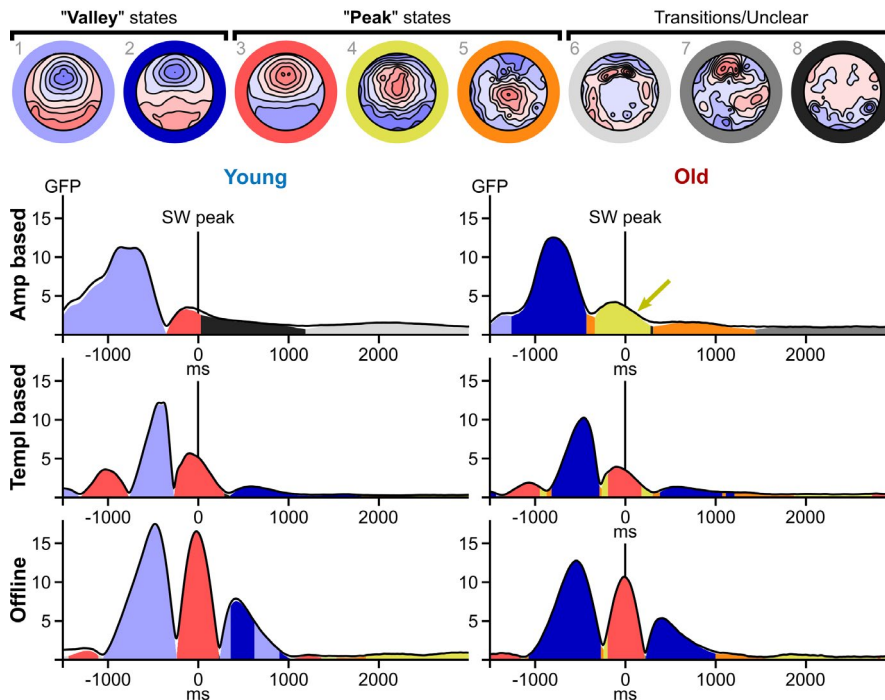 "Valley" states "Peak" states Transitions/Unclear
1 2 3 4 5 6 7 8
Young Old
GFP GFP
SW peak SW peak
Amp based
15 15
10 10
5 5
-1000 0 1000 2000 -1000 0 1000 2000
ms ms
Templ based
15 15
10 10
5 5
-1000 0 1000 2000 -1000 0 1000 2000
ms ms
Offline
15 15
10 10
5 5
-1000 0 1000 2000 -1000 0 1000 2000
ms ms